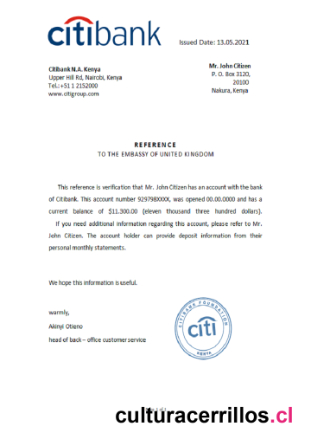 citibank
Issued Date: 13.05.2021
Citibank N.A. Kenya
Upper Hill Rd, Nairobi, Kenya
Tel.:+51 1 2152000
www.citigroup.com
Mr. John Citizen
P. O. Box 3120,
20100
Nakuru, Kenya
REFERENCE
TO THE EMBASSY OF UNITED KINGDOM
This reference is verification that Mr. John Citizen has an account with the bank
of Citibank. This account number 929798XXXX, was opened 00.00.0000 and has a
current balance of $11.300.00 (eleven thousand three hundred dollars).
If you need additional information regarding this account, please refer to Mr.
John Citizen. The account holder can provide deposit information from their
personal monthly statements.
We hope this information is useful.
warmly,
Akinyi Otieno
head of back – office customer service
CITIBANK FOUNDATION
citi
KENYA
culturacerrillos.cl